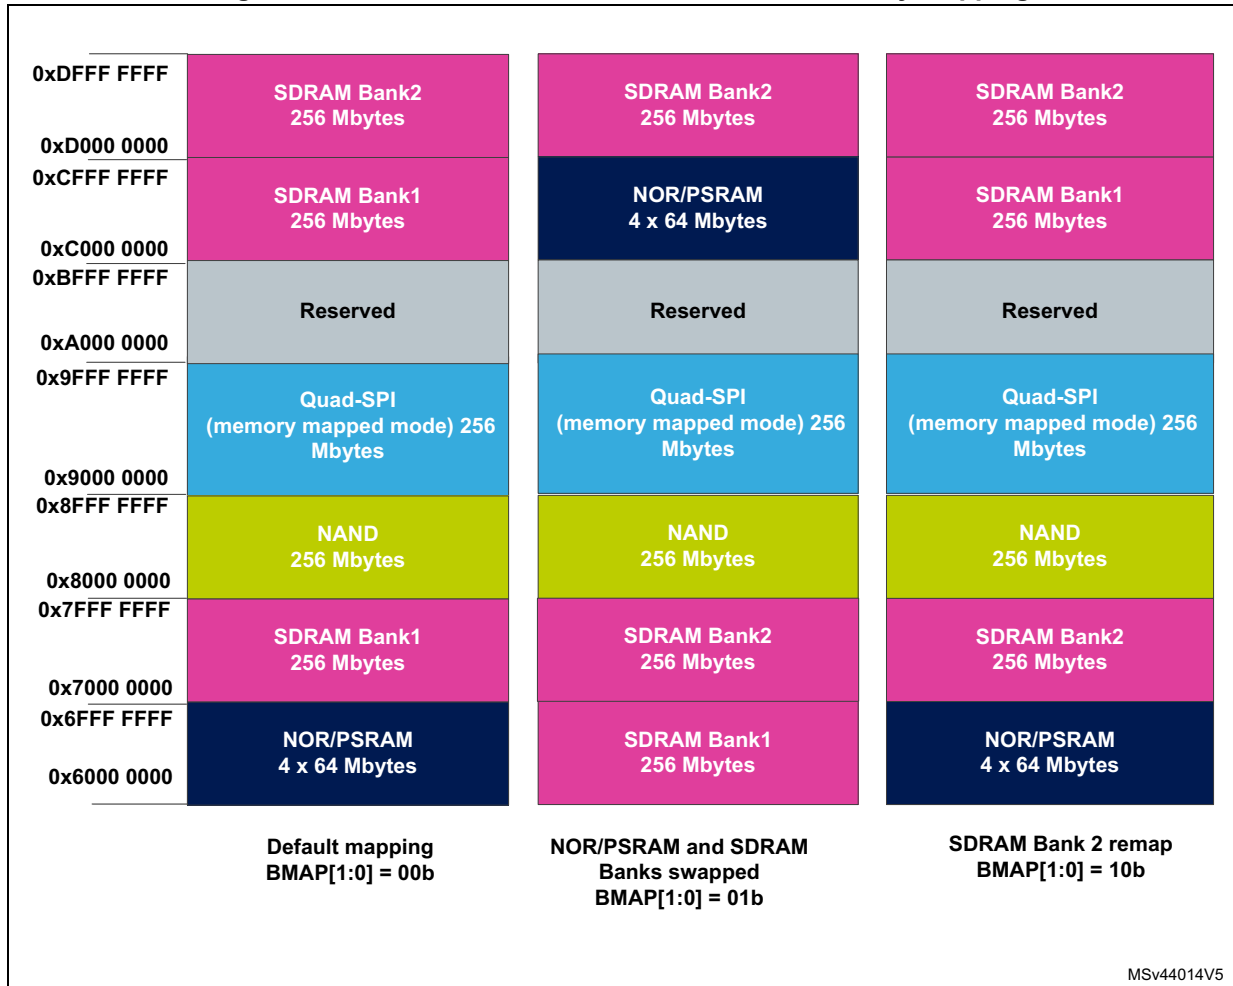 0xDFFF FFFF
0xD000 0000
0xCFFF FFFF
0xC000 0000
0xBFFF FFFF
0xA000 0000
0x9FFF FFFF
0x9000 0000
0x8FFF FFFF
0x8000 0000
0x7FFF FFFF
0x7000 0000
0x6FFF FFFF
0x6000 0000
SDRAM Bank2
256 Mbytes
SDRAM Bank1
256 Mbytes
Reserved
Quad-SPI
(memory mapped mode) 256
Mbytes
NAND
256 Mbytes
SDRAM Bank1
256 Mbytes
NOR/PSRAM
4 x 64 Mbytes
Default mapping
BMAP[1:0] = 00b
SDRAM Bank2
256 Mbytes
NOR/PSRAM
4 x 64 Mbytes
Reserved
Quad-SPI
(memory mapped mode) 256
Mbytes
NAND
256 Mbytes
SDRAM Bank2
256 Mbytes
SDRAM Bank1
256 Mbytes
NOR/PSRAM and SDRAM
Banks swapped
BMAP[1:0] = 01b
SDRAM Bank2
256 Mbytes
SDRAM Bank1
256 Mbytes
Reserved
Quad-SPI
(memory mapped mode) 256
Mbytes
NAND
256 Mbytes
SDRAM Bank2
256 Mbytes
NOR/PSRAM
4 x 64 Mbytes
SDRAM Bank 2 remap
BMAP[1:0] = 10b
MSv44014V5